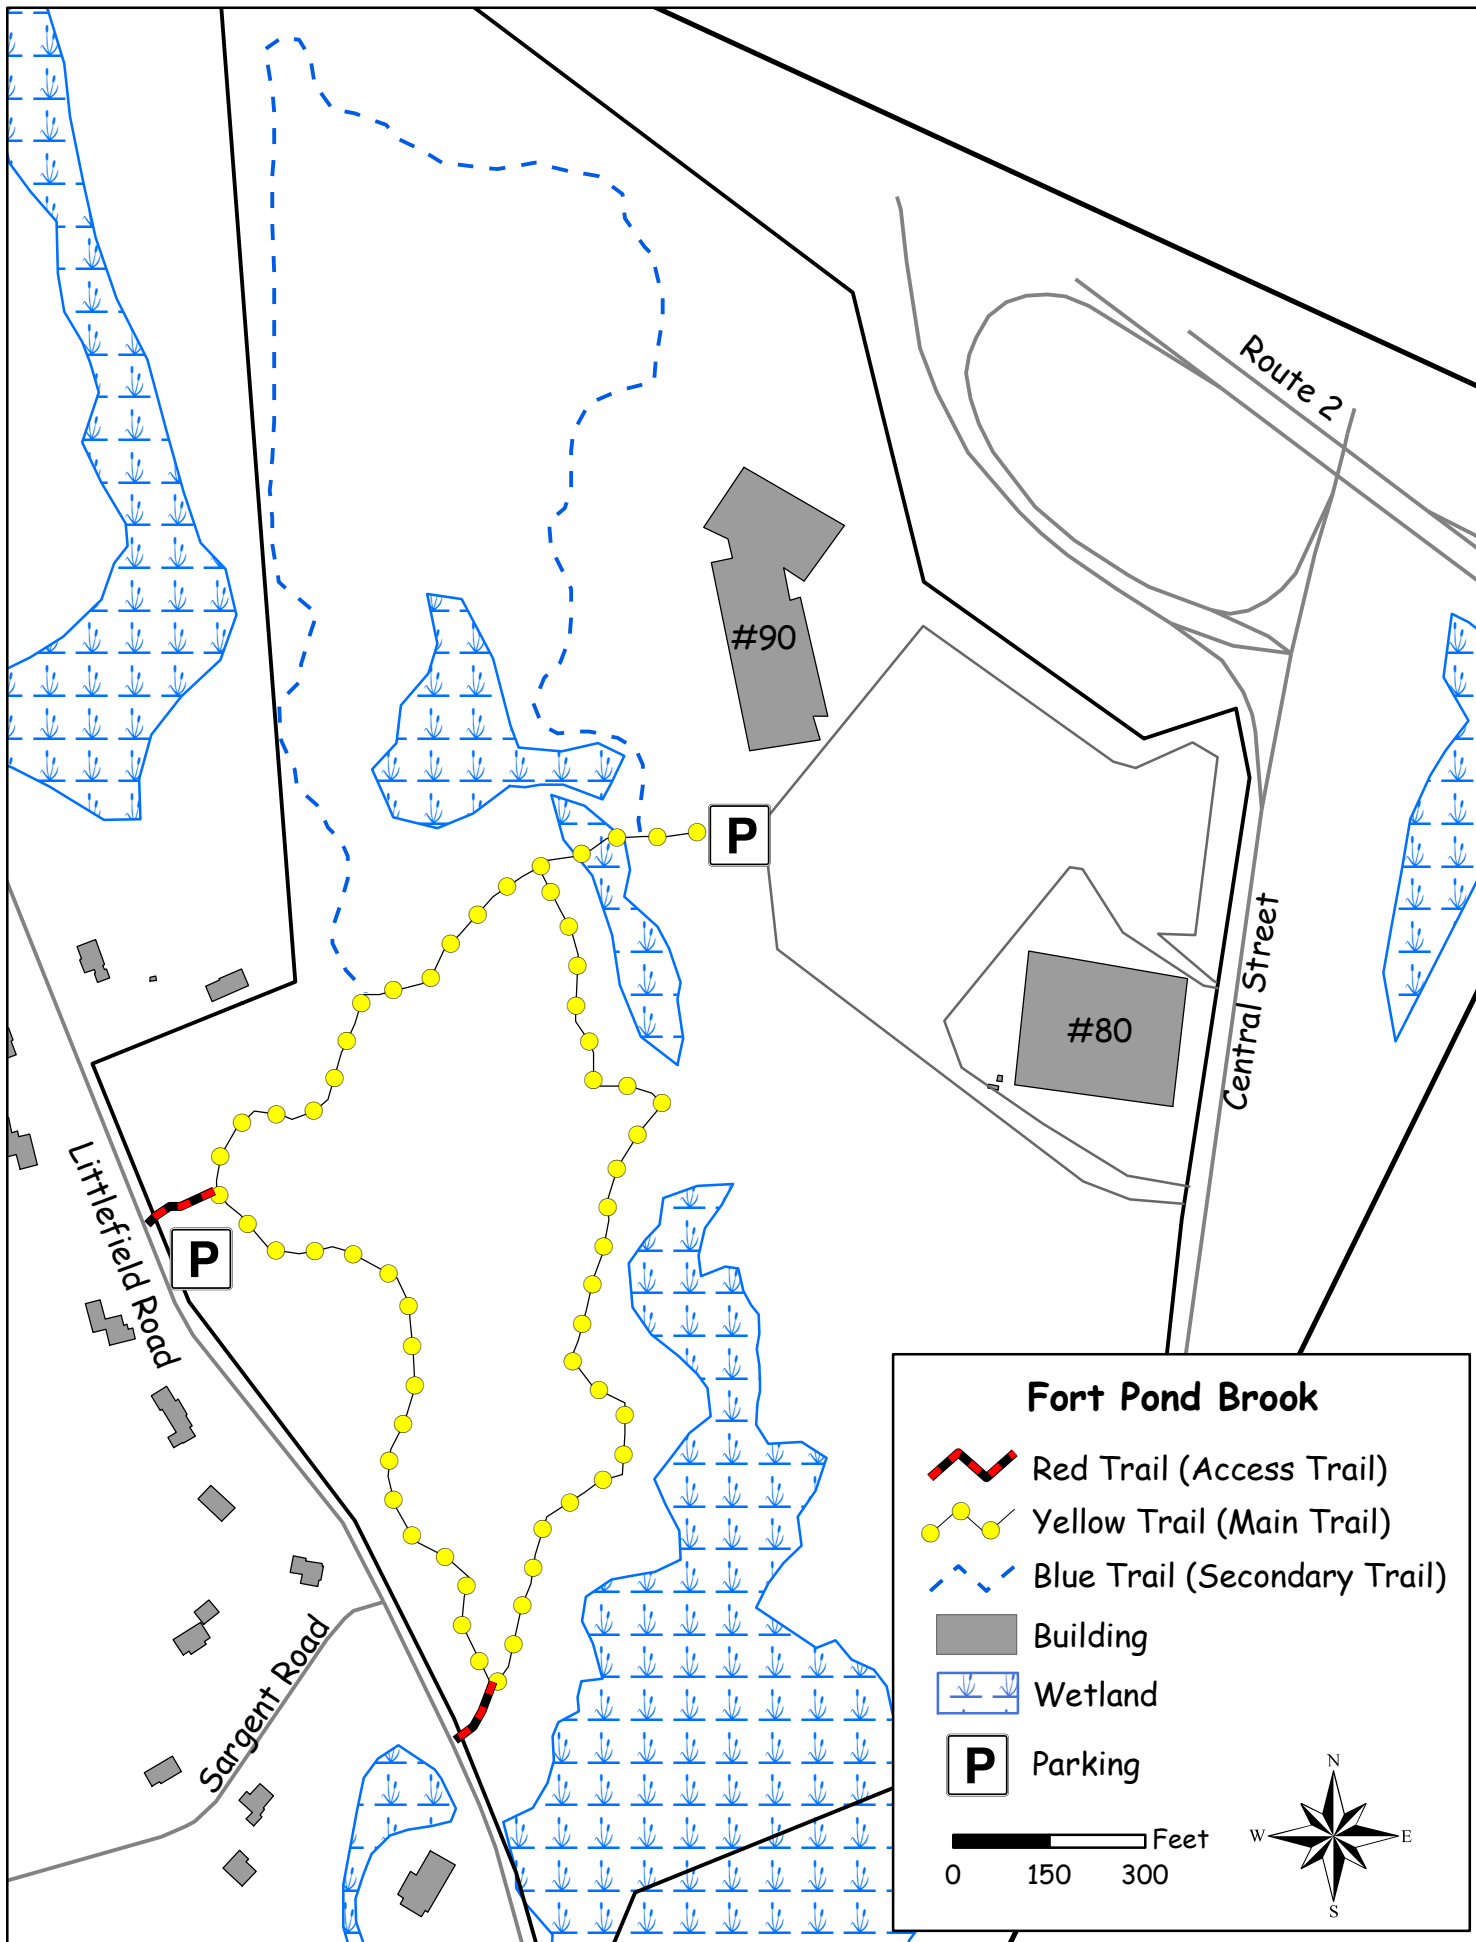 Route 2
#90
P
Central Street
#80
Littlefield Road
P
Sargent Road
Fort Pond Brook
Red Trail (Access Trail)
Yellow Trail (Main Trail)
Blue Trail (Secondary Trail)
Building
Wetland
P Parking
Feet
0 150 300
N
W E
S